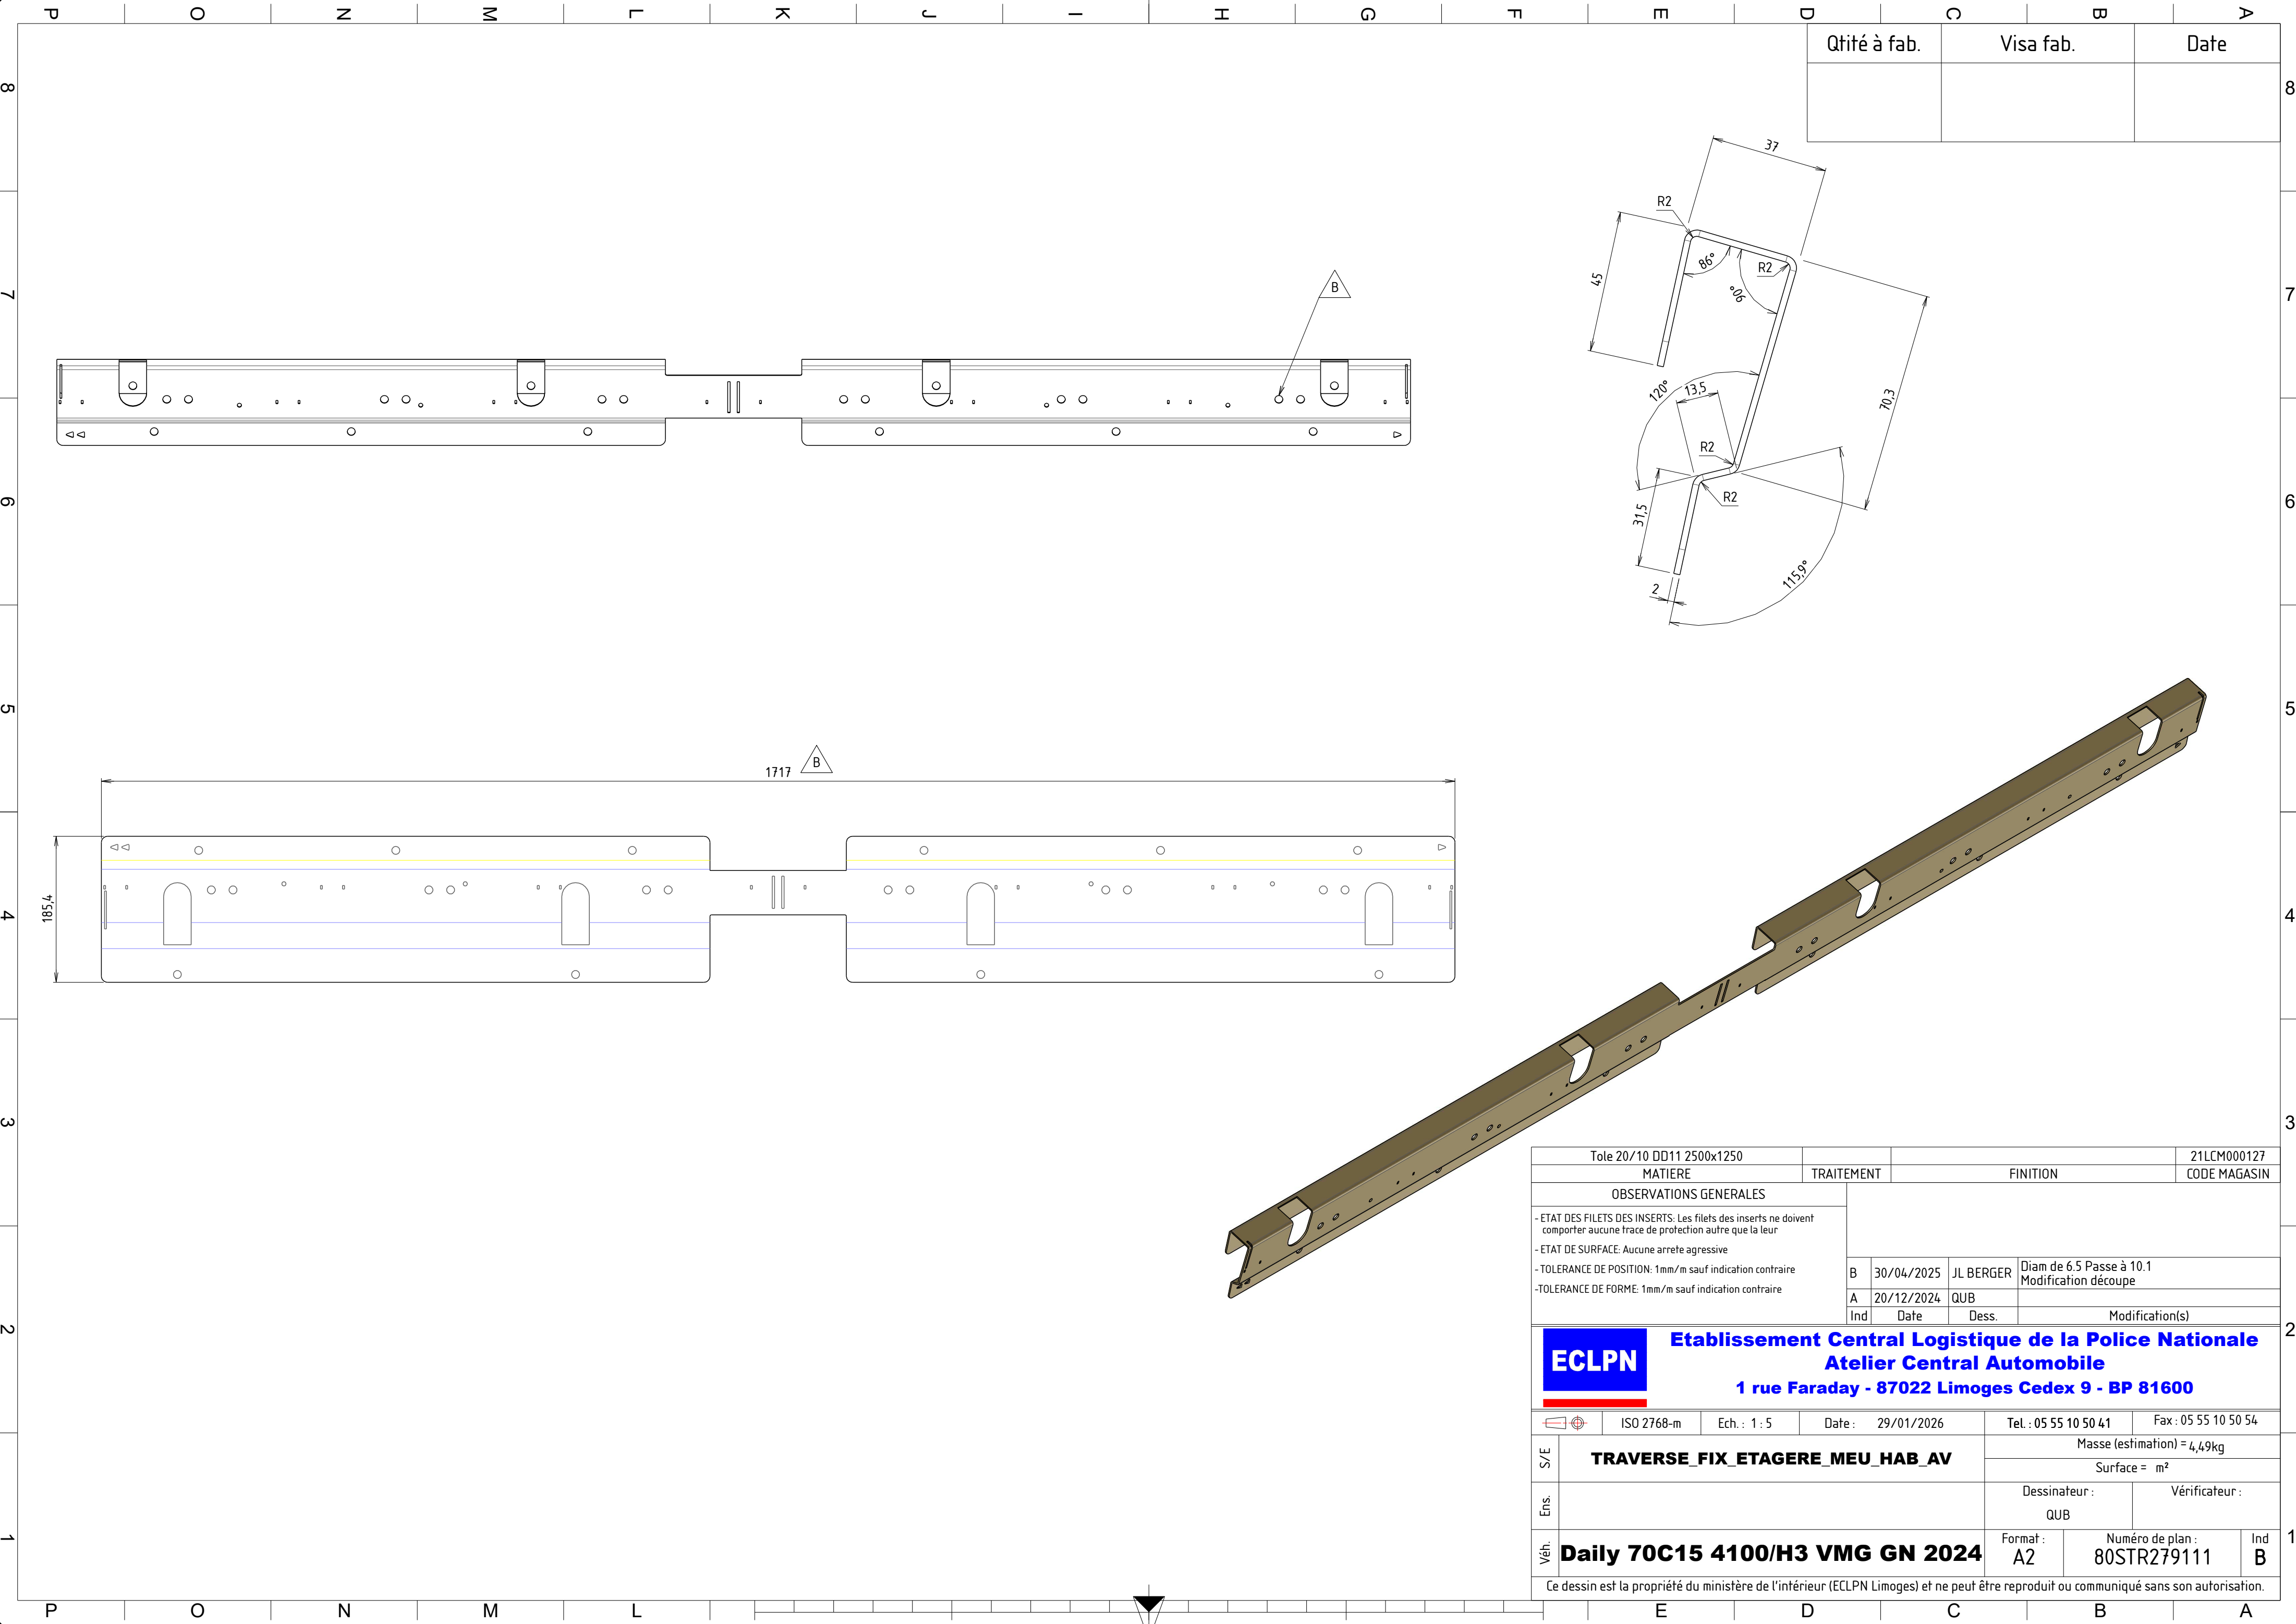 P O N M L K J I H G F E D C B A
8 8
Qtité à fab. Visa fab. Date
7 7
6 6
5 5
4 4
3 3
2 2
1 1
B
37
R2
45
86°
R2
90°
120°
13,5
70,3
R2
R2
31,5
2
115,9°
1717
B
185,4
Tole 20/10 DD11 2500x1250 21LCM000127
MATIERE TRAITEMENT FINITION CODE MAGASIN
OBSERVATIONS GENERALES
- ETAT DES FILETS DES INSERTS: Les filets des inserts ne doivent
comporter aucune trace de protection autre que la leur
- ETAT DE SURFACE: Aucune arrete agressive
- TOLERANCE DE POSITION: 1mm/m sauf indication contraire
-TOLERANCE DE FORME: 1mm/m sauf indication contraire
B 30/04/2025 JL BERGER Diam de 6.5 Passe à 10.1
Modification découpe
A 20/12/2024 QUB
Ind Date Dess. Modification(s)
ECLPN
Etablissement Central Logistique de la Police Nationale
Atelier Central Automobile
1 rue Faraday - 87022 Limoges Cedex 9 - BP 81600
ISO 2768-m Ech. : 1 : 5 Date : 29/01/2026 Tel. : 05 55 10 50 41 Fax : 05 55 10 50 54
S/E TRAVERSE_FIX_ETAGERE_MEU_HAB_AV
Masse (estimation) = 4,49kg
Surface = m²
Ens.
Dessinateur : Vérificateur :
QUB
Véh. Daily 70C15 4100/H3 VMG GN 2024
Format : Numéro de plan : Ind
A2 80STR279111 B
Ce dessin est la propriété du ministère de l'intérieur (ECLPN Limoges) et ne peut être reproduit ou communiqué sans son autorisation.
P O N M L E D C B A